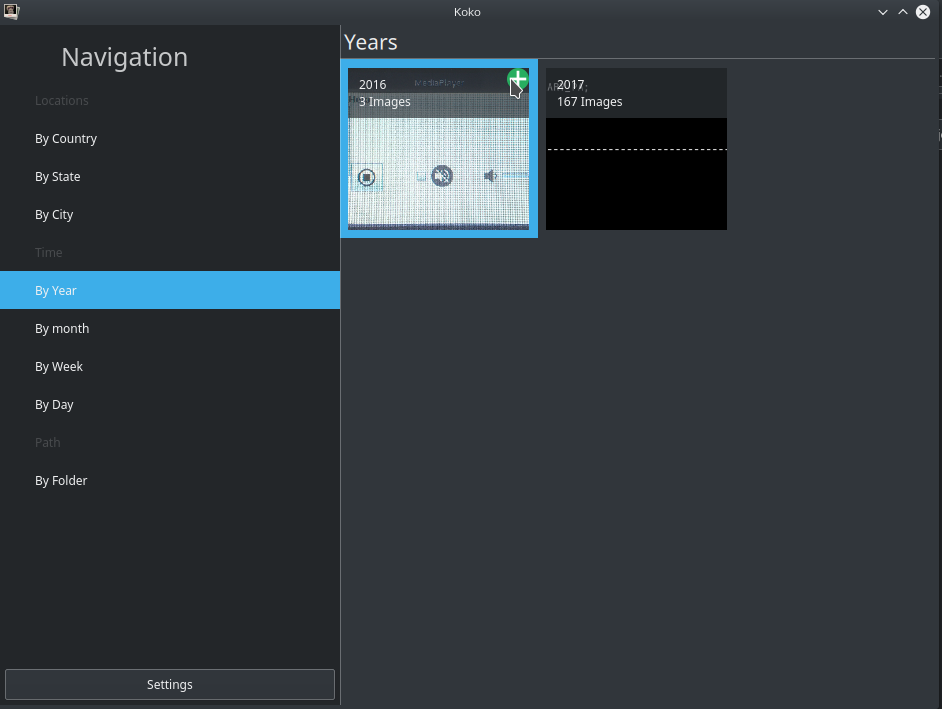 Koko
Navigation
Locations
By Country
By State
By City
Time
By Year
By month
By Week
By Day
Path
By Folder
Settings
Years
2016
MediaPlayer
3 Images
2017
167 Images